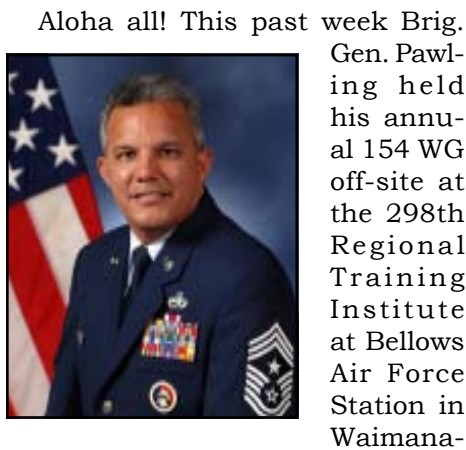 Aloha all! This past week Brig.
Gen. Pawl-
ing held
his annu-
al 154 WG
off-site at
the 298th
Regional
Training
Institute
at Bellows
Air Force
Station in
Waimana-